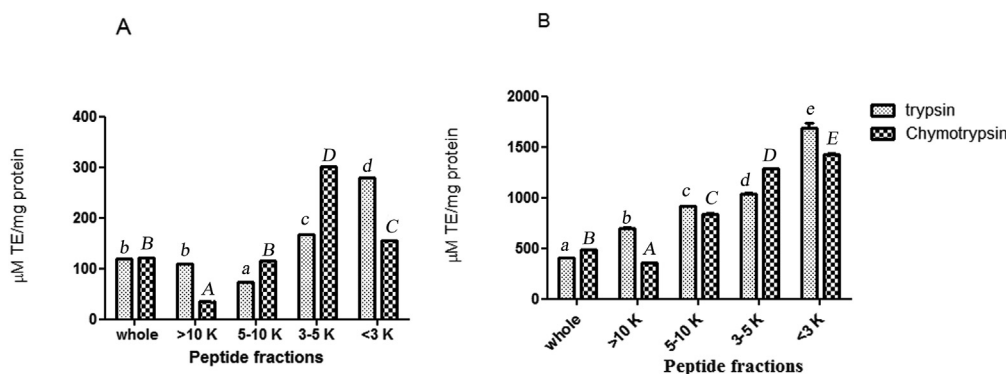 A
μM TE/mg protein
400
300
200
100
0
b B
b A
a B
c D
d C
whole >10 K 5-10 K 3-5 K <3 K
Peptide fractions
B
μM TE/mg protein
2000
1500
1000
500
0
a B
b A
c C
d D
e E
whole >10 K 5-10 K 3-5 K <3 K
Peptide fractions
trypsin
Chymotrypsin